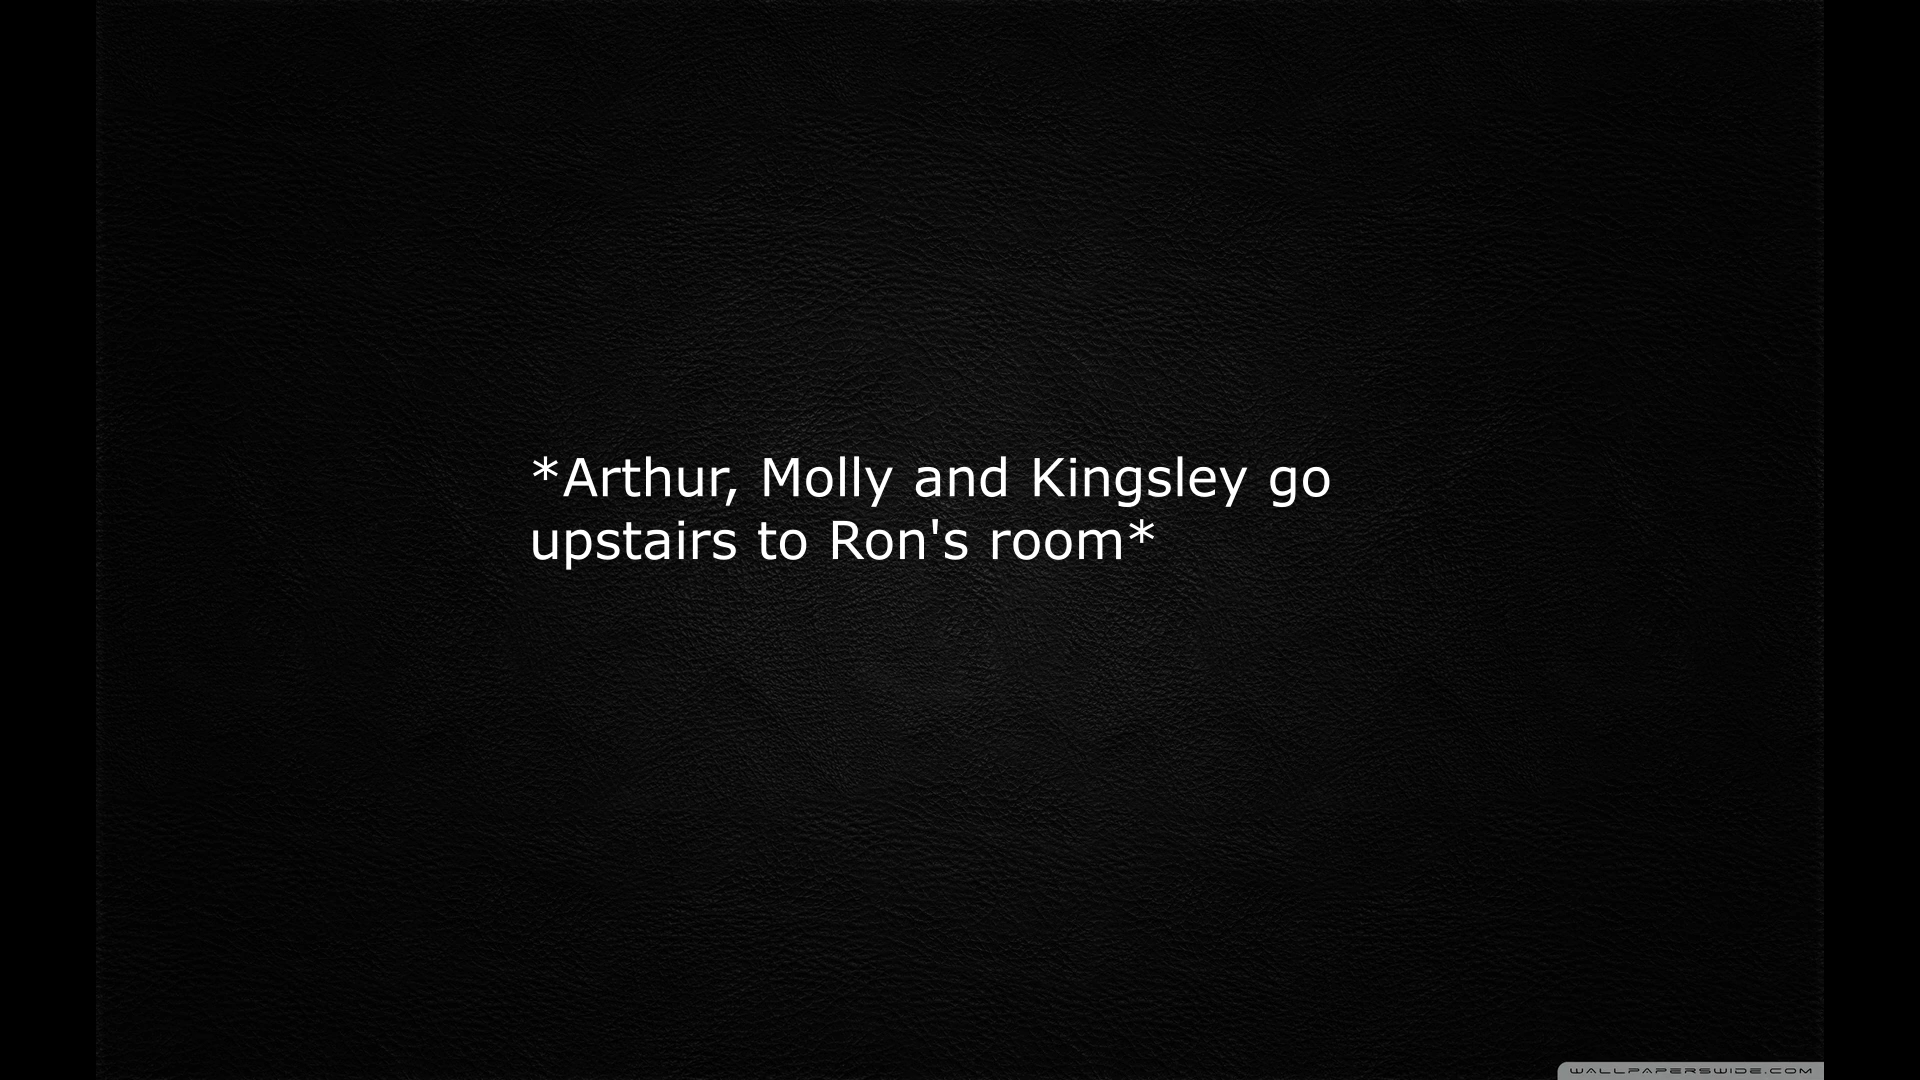 *Arthur, Molly and Kingsley go
upstairs to Ron's room*
WALLPAPERSWIDE.COM